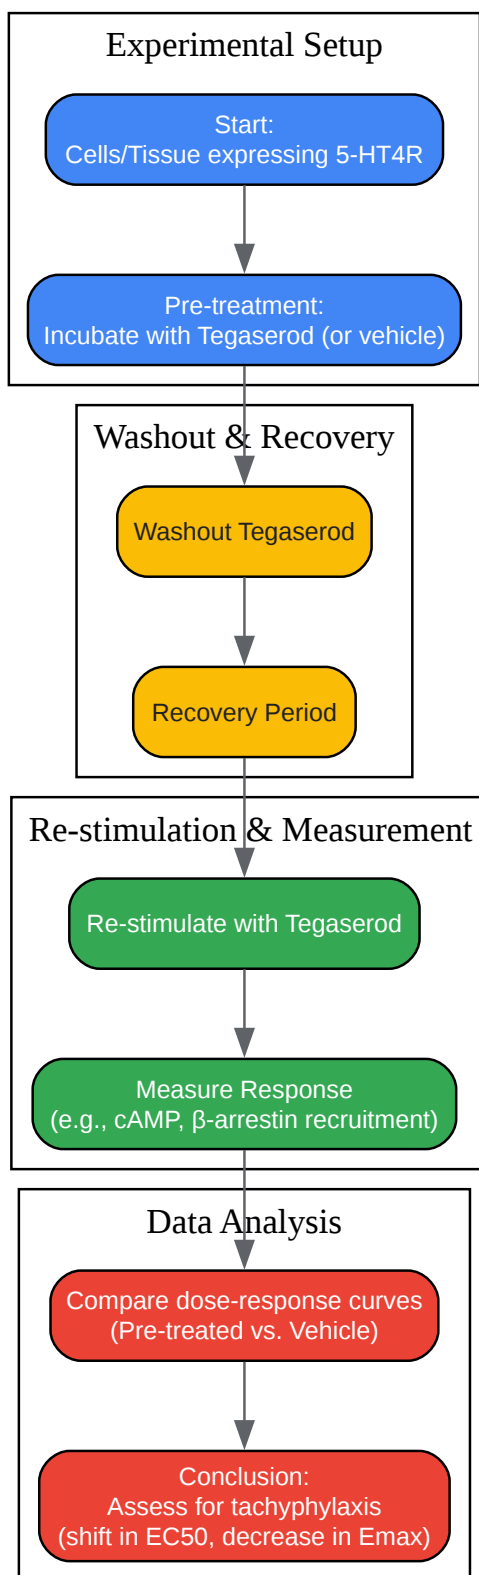 Experimental Setup
Start:
Cells/Tissue expressing 5-HT4R
Pre-treatment:
Incubate with Tegaserod (or vehicle)
Washout & Recovery
Washout Tegaserod
Recovery Period
Re-stimulation & Measurement
Re-stimulate with Tegaserod
Measure Response
(e.g., cAMP, β-arrestin recruitment)
Data Analysis
Compare dose-response curves
(Pre-treated vs. Vehicle)
Conclusion:
Assess for tachyphylaxis
(shift in EC50, decrease in Emax)